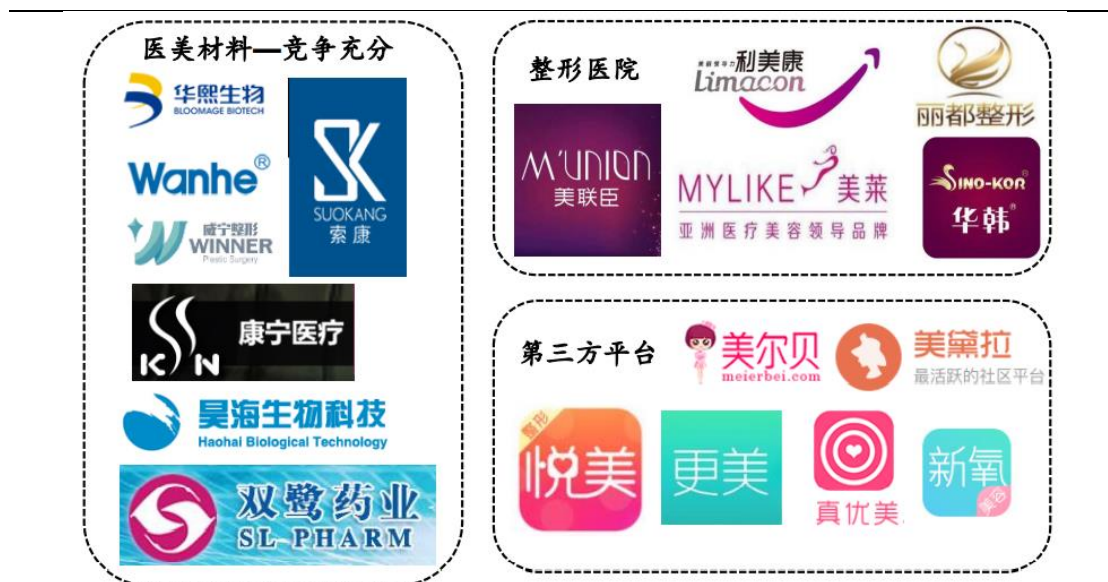 医美材料—竞争充分
华熙生物
BLOOMAGE BIOTECH
SK
SUOKANG
索康
Wanhe®
威宁整形
WINNER
Plastic Surgery
KSN
康宁医疗
昊海生物科技
Haohai Biological Technology
双鹭药业
SL PHARM
整形医院
利美康
Limacon
丽都整形
M'UNION
美联臣
MYLIKE 美莱
亚洲医疗美容领导品牌
SINO-KOR®
华韩®
第三方平台
美尔贝
meierbei.com
美黛拉
最活跃的社区平台
整形
悦美
更美
真优美
新氧
美容